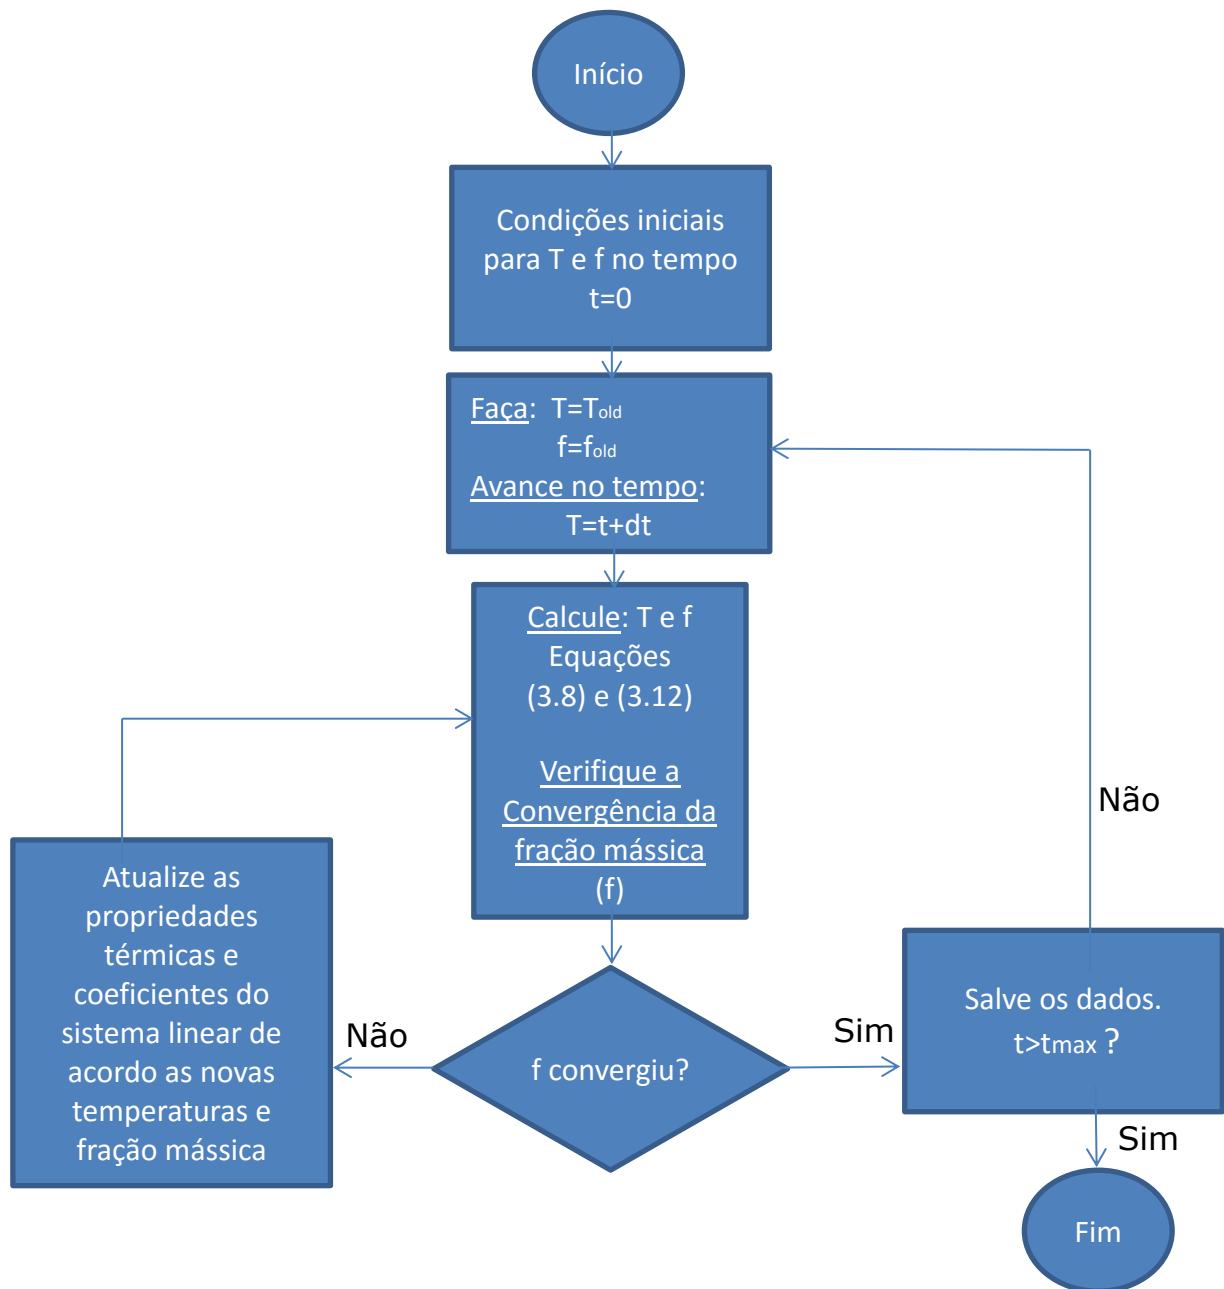 Início
Condições iniciais
para T e f no tempo
t=0
Faça: T=Told
f=fold
Avance no tempo:
T=t+dt
Calcule: T e f
Equações
(3.8) e (3.12)
Verifique a
Convergência da
fração mássica
(f)
Não
Atualize as
propriedades
térmicas e
coeficientes do
sistema linear de
acordo as novas
temperaturas e
fração mássica
Não
f convergiu?
Sim
Salve os dados.
t>tmax ?
Sim
Fim